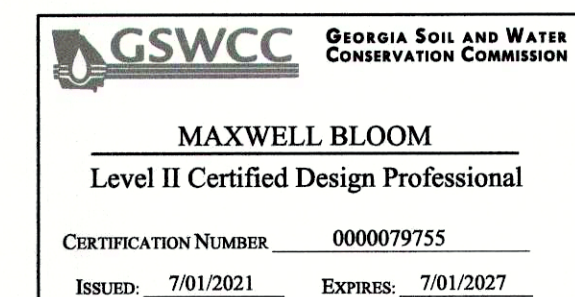 GSWCC
GEORGIA SOIL AND WATER
CONSERVATION COMMISSION
MAXWELL BLOOM
Level II Certified Design Professional
CERTIFICATION NUMBER 0000079755
ISSUED: 7/01/2021 EXPIRES: 7/01/2027